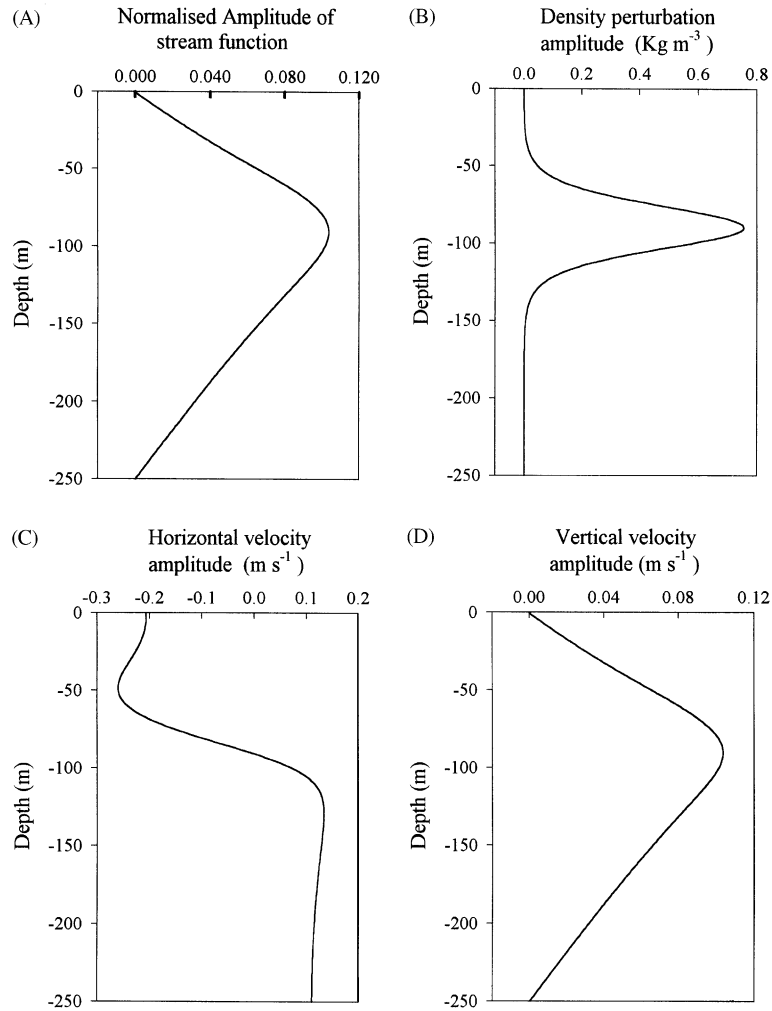 (A)
Normalised Amplitude of
stream function
0.000 0.040 0.080 0.120
0
-50
-100
-150
-200
-250
Depth (m)
(B)
Density perturbation
amplitude (Kg m-3 )
0.0 0.2 0.4 0.6 0.8
0
-50
-100
-150
-200
-250
Depth (m)
(C)
Horizontal velocity
amplitude (m s-1 )
-0.3 -0.2 -0.1 0.0 0.1 0.2
0
-50
-100
-150
-200
-250
Depth (m)
(D)
Vertical velocity
amplitude (m s-1 )
0.00 0.04 0.08 0.12
0
-50
-100
-150
-200
-250
Depth (m)